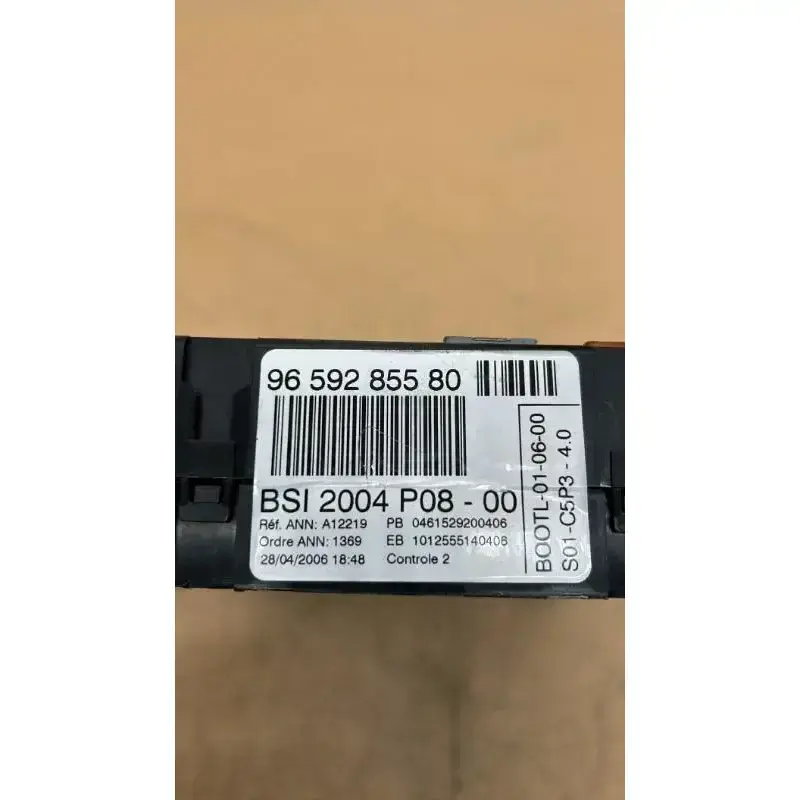 96 592 855 80
BSI 2004 P08 - 00
Réf. ANN: A12219 PB 0461529200406
Ordre ANN: 1369 EB 1012555140406
28/04/2006 18:48 Controle 2
BOOTL-01-06-00
S01-C5P3 - 4.0